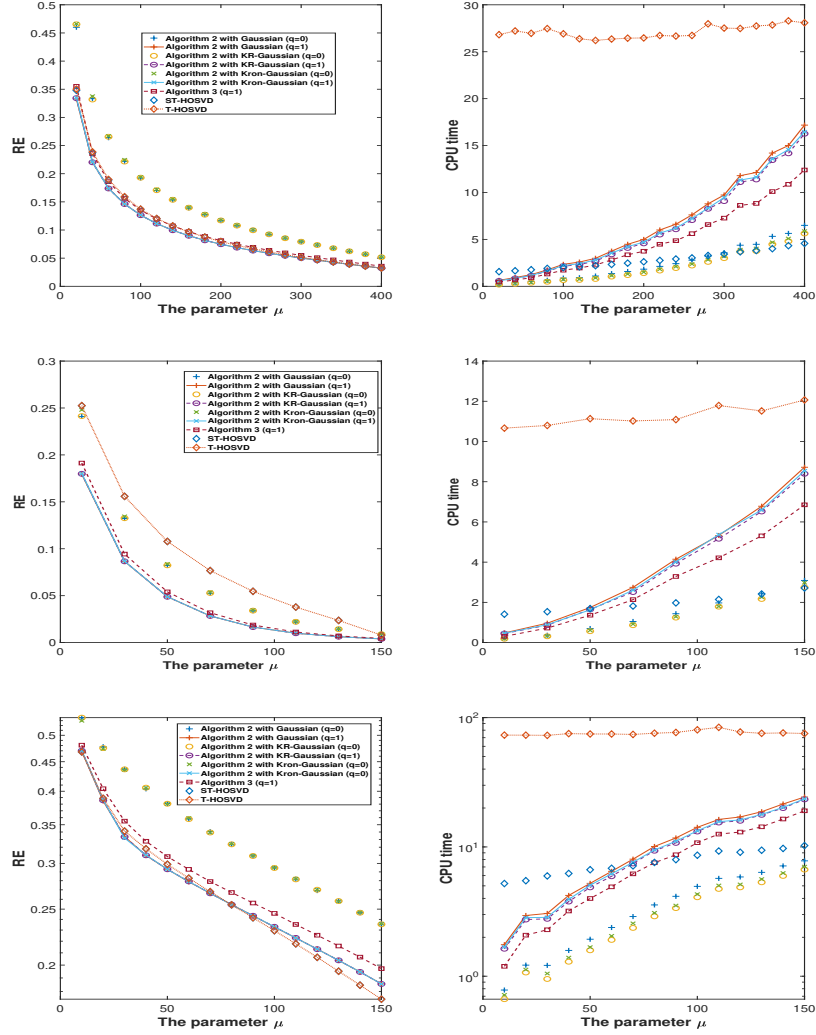 0.5
0.45
0.4
0.35
0.3
0.25
0.2
0.15
0.1
0.05
0
RE
0
100
200
300
400
The parameter μ
Algorithm 2 with Gaussian (q=0)
Algorithm 2 with Gaussian (q=1)
Algorithm 2 with KR-Gaussian (q=0)
Algorithm 2 with KR-Gaussian (q=1)
Algorithm 2 with Kron-Gaussian (q=0)
Algorithm 2 with Kron-Gaussian (q=1)
Algorithm 3 (q=1)
ST-HOSVD
T-HOSVD
30
25
20
15
10
5
0
CPU time
0
100
200
300
400
The parameter μ
0.3
0.25
0.2
0.15
0.1
0.05
0
RE
0
50
100
150
The parameter μ
Algorithm 2 with Gaussian (q=0)
Algorithm 2 with Gaussian (q=1)
Algorithm 2 with KR-Gaussian (q=0)
Algorithm 2 with KR-Gaussian (q=1)
Algorithm 2 with Kron-Gaussian (q=0)
Algorithm 2 with Kron-Gaussian (q=1)
Algorithm 3 (q=1)
ST-HOSVD
T-HOSVD
14
12
10
8
6
4
2
0
CPU time
0
50
100
150
The parameter μ
0.5
0.45
0.4
0.35
0.3
0.25
0.2
RE
0
50
100
150
The parameter μ
Algorithm 2 with Gaussian (q=0)
Algorithm 2 with Gaussian (q=1)
Algorithm 2 with KR-Gaussian (q=0)
Algorithm 2 with KR-Gaussian (q=1)
Algorithm 2 with Kron-Gaussian (q=0)
Algorithm 2 with Kron-Gaussian (q=0)
Algorithm 3 (q=1)
ST-HOSVD
T-HOSVD
10²
10¹
10⁰
CPU time
0
50
100
150
The parameter μ